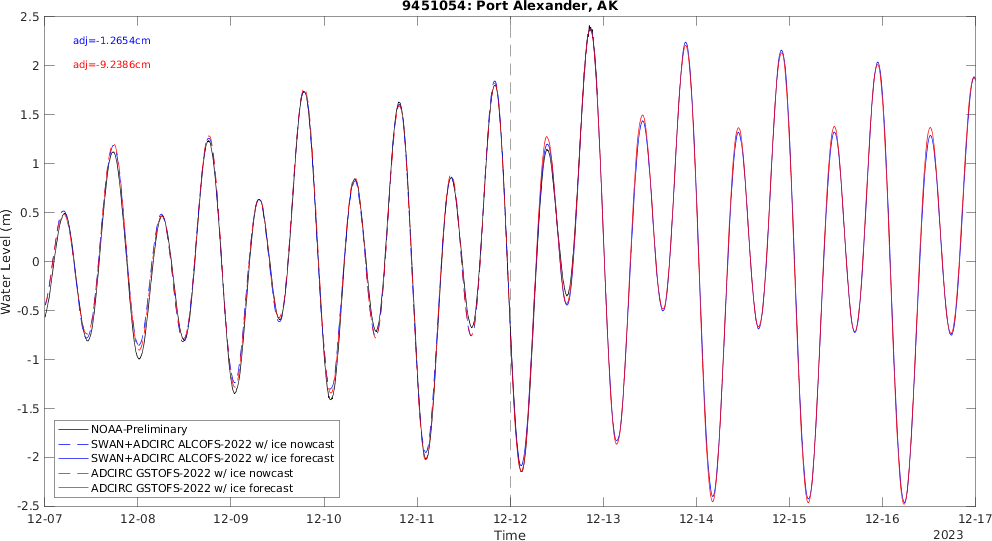 9451054: Port Alexander, AK
adj=-1.2654cm
adj=-9.2386cm
Water Level (m)
2.5
2
1.5
1
0.5
0
-0.5
-1
-1.5
-2
-2.5
NOAA-Preliminary
SWAN+ADCIRC ALCOFS-2022 w/ ice nowcast
SWAN+ADCIRC ALCOFS-2022 w/ ice forecast
ADCIRC GSTOFS-2022 w/ ice nowcast
ADCIRC GSTOFS-2022 w/ ice forecast
12-07 12-08 12-09 12-10 12-11 12-12 12-13 12-14 12-15 12-16 12-17
Time
2023